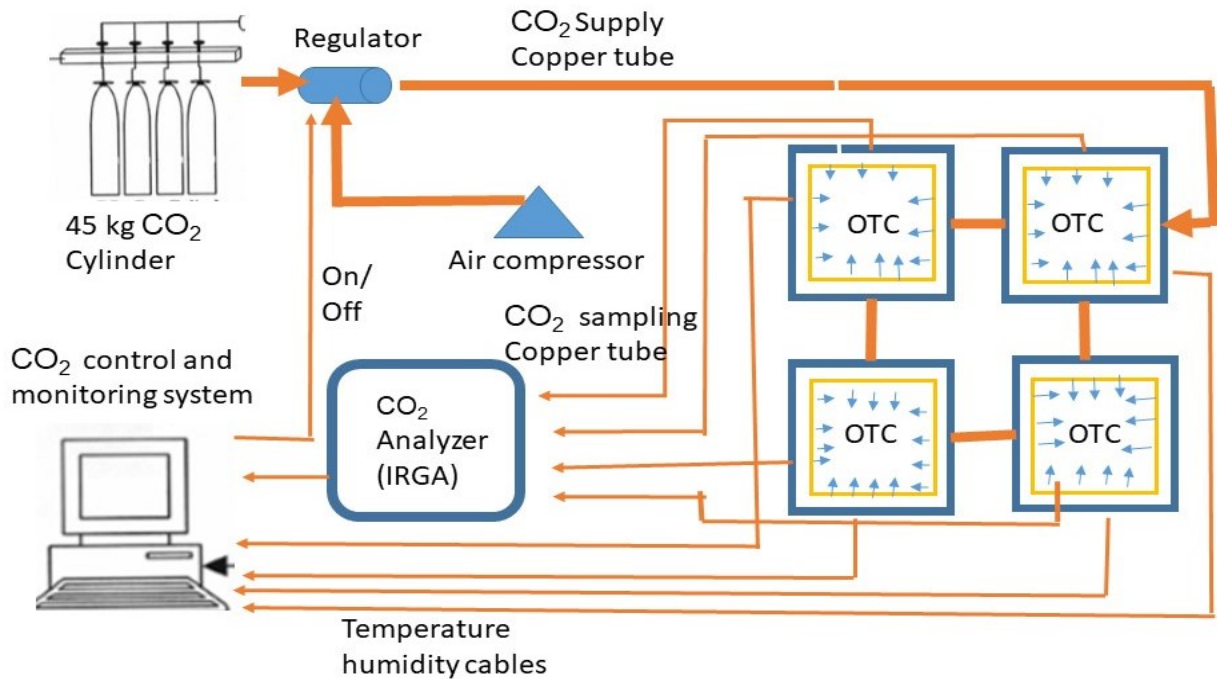 Regulator
CO₂ Supply
Copper tube
45 kg CO₂
Cylinder
Air compressor
On/
Off
CO₂ sampling
Copper tube
CO₂ control and
monitoring system
CO₂
Analyzer
(IRGA)
OTC
OTC
OTC
OTC
Temperature
humidity cables